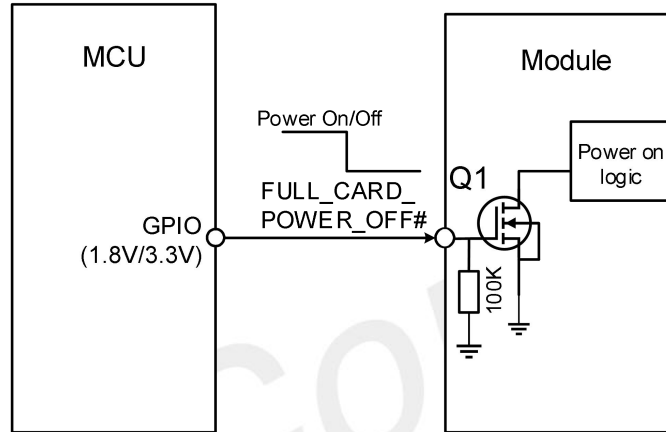 MCU
Module
Power On/Off
Power on
logic
Q1
FULL_CARD_
POWER_OFF#
GPIO
(1.8V/3.3V)
100K